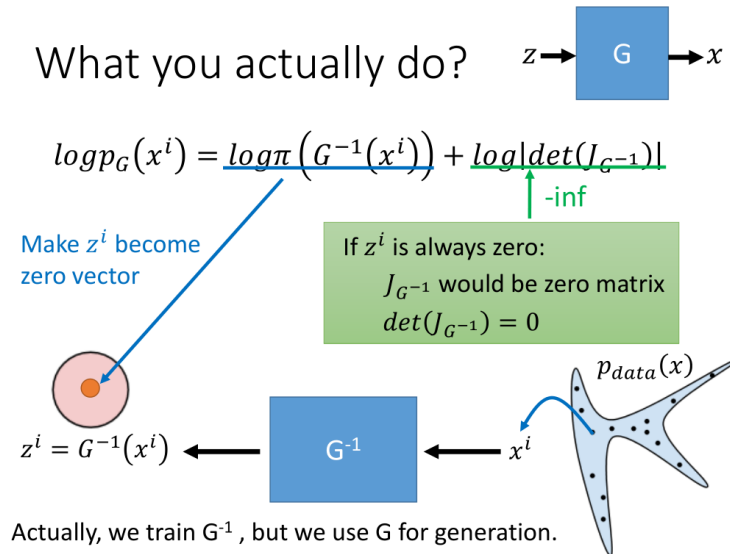 What you actually do?
z G x
logp_G(x^i) = logπ(G^{-1}(x^i)) + log|det(J_{G^{-1}})|
-inf
Make z^i become
zero vector
If z^i is always zero:
J_{G^{-1}} would be zero matrix
det(J_{G^{-1}}) = 0
p_{data}(x)
z^i = G^{-1}(x^i) G^{-1} x^i
Actually, we train G^{-1} , but we use G for generation.